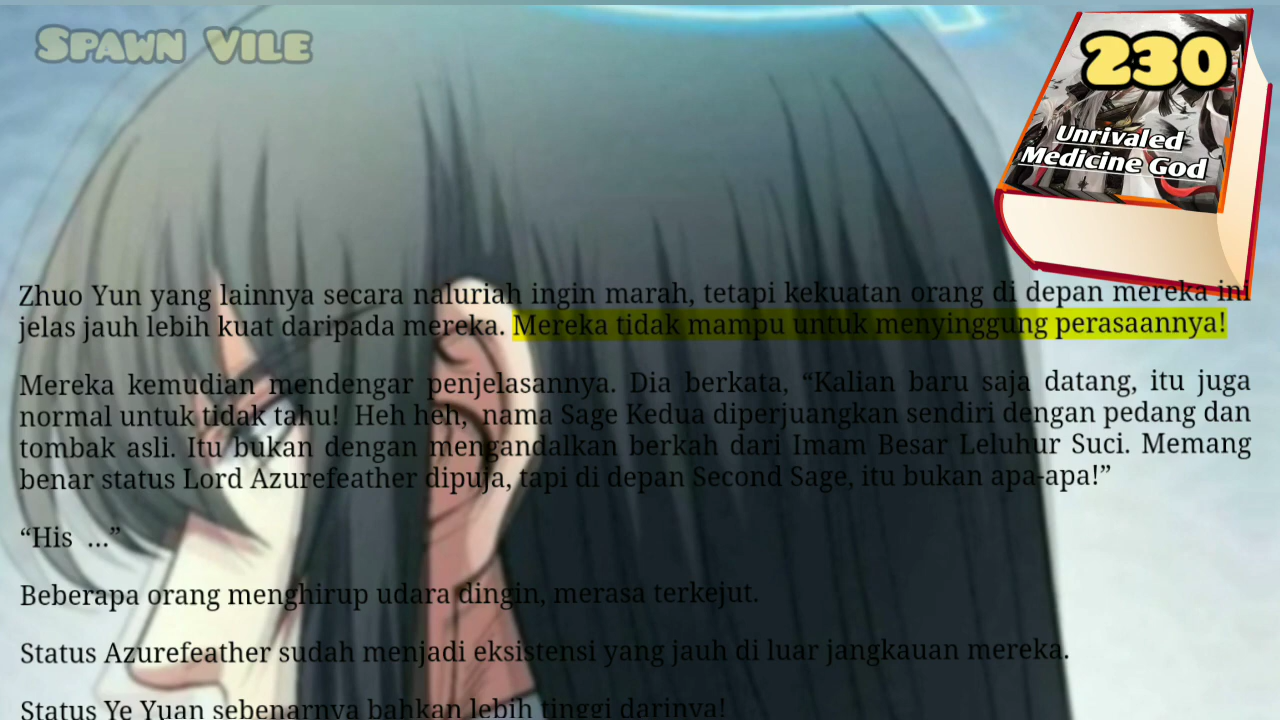 Spawn Vile
230
Unrivaled
Medicine God
Zhuo Yun yang lainnya secara naluriah ingin marah, tetapi kekuatan orang di depan mereka ini
jelas jauh lebih kuat daripada mereka. Mereka tidak mampu untuk menyinggung perasaannya!
Mereka kemudian mendengar penjelasannya. Dia berkata, “Kalian baru saja datang, itu juga
normal untuk tidak tahu! Heh heh, nama Sage Kedua diperjuangkan sendiri dengan pedang dan
tombak asli. Itu bukan dengan mengandalkan berkah dari Imam Besar Leluhur Suci. Memang
benar status Lord Azurefeather dipuja, tapi di depan Second Sage, itu bukan apa-apa!”
“His ...”
Beberapa orang menghirup udara dingin, merasa terkejut.
Status Azurefeather sudah menjadi eksistensi yang jauh di luar jangkauan mereka.
Status Ye Yuan sebenarnya bahkan lebih tinggi darinya!